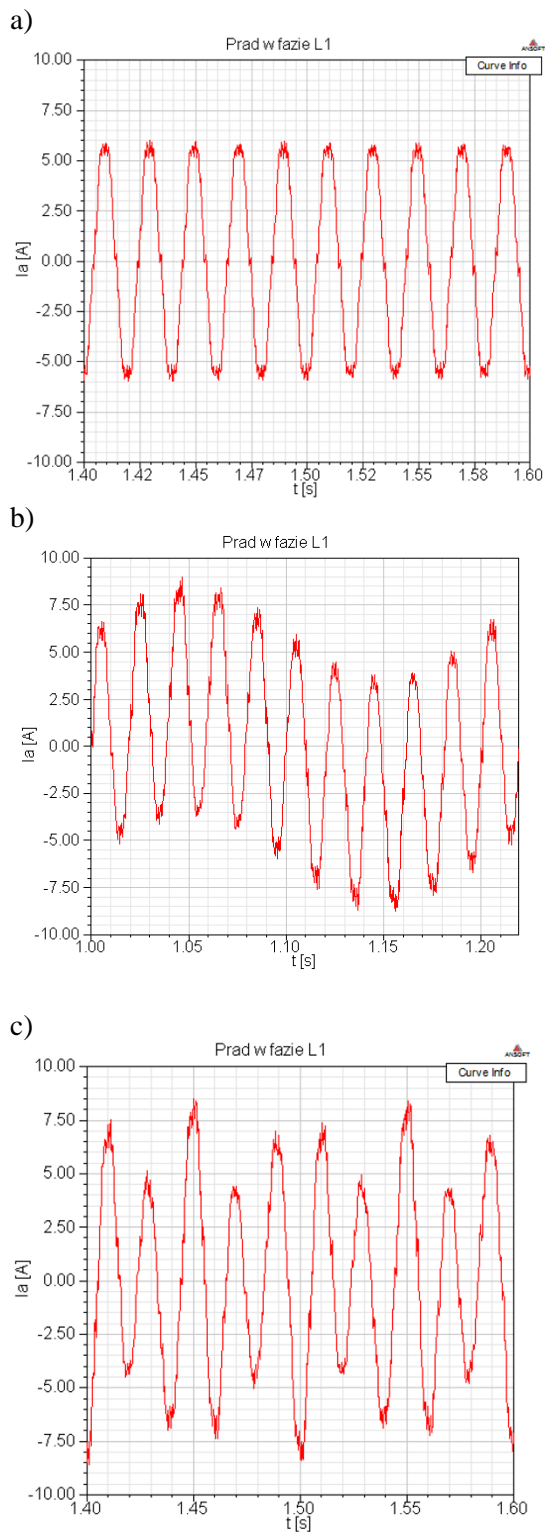 a)
Prad w fazie L1
ANSOFT
Curve Info
10.00
7.50
5.00
2.50
0.00
-2.50
-5.00
-7.50
-10.00
Ia [A]
1.40 1.42 1.45 1.47 1.50 1.52 1.55 1.58 1.60
t [s]
b)
Prad w fazie L1
10.00
7.50
5.00
2.50
0.00
-2.50
-5.00
-7.50
-10.00
Ia [A]
1.00 1.05 1.10 1.15 1.20
t [s]
c)
Prad w fazie L1
ANSOFT
Curve Info
10.00
7.50
5.00
2.50
0.00
-2.50
-5.00
-7.50
-10.00
Ia [A]
1.40 1.45 1.50 1.55 1.60
t [s]